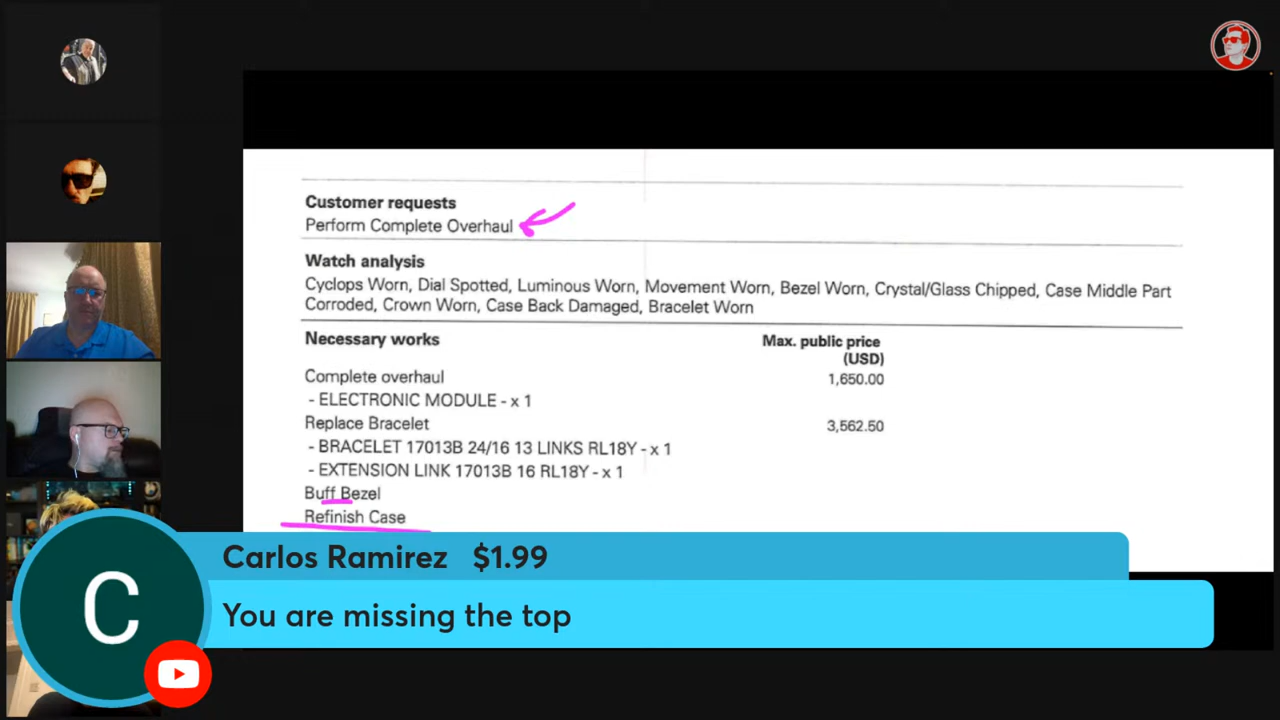 Customer requests
Perform Complete Overhaul
Watch analysis
Cyclops Worn, Dial Spotted, Luminous Worn, Movement Worn, Bezel Worn, Crystal/Glass Chipped, Case Middle Part
Corroded, Crown Worn, Case Back Damaged, Bracelet Worn
Necessary works Max. public price
(USD)
Complete overhaul 1,650.00
- ELECTRONIC MODULE - x 1
Replace Bracelet 3,562.50
- BRACELET 17013B 24/16 13 LINKS RL18Y - x 1
- EXTENSION LINK 17013B 16 RL18Y - x 1
Buff Bezel
Refinish Case
Carlos Ramirez $1.99
C
You are missing the top